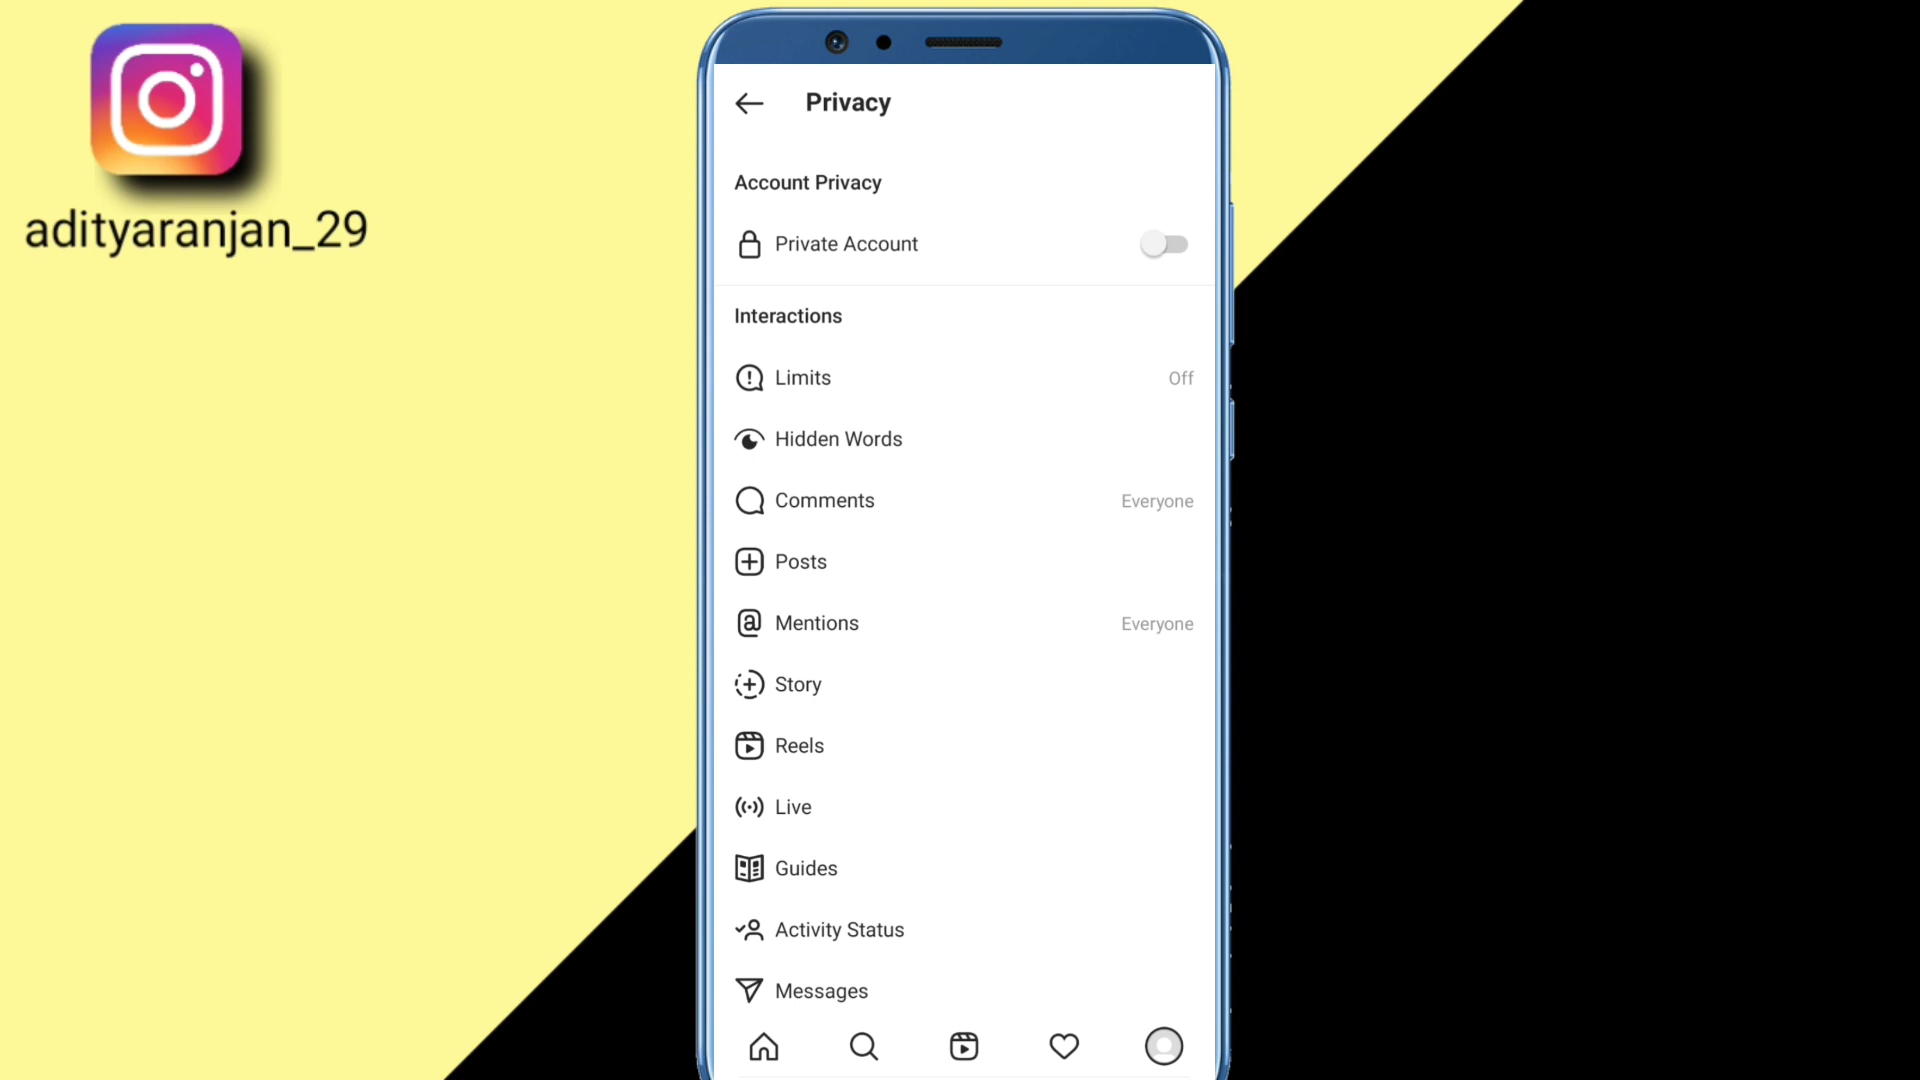 adityaranjan_29
Privacy
Account Privacy
Private Account
Interactions
Limits Off
Hidden Words
Comments Everyone
Posts
Mentions Everyone
Story
Reels
Live
Guides
Activity Status
Messages